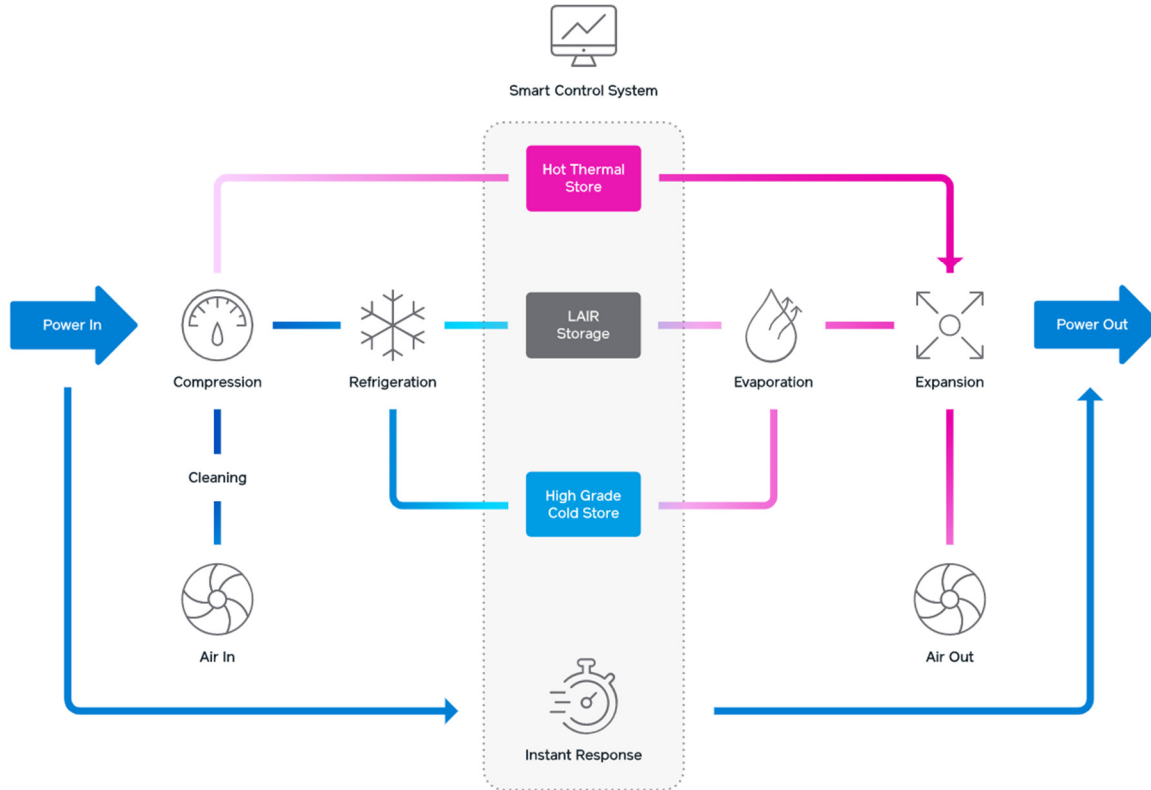 Smart Control System
Hot Thermal
Store
Power In
LAIR
Storage
Power Out
Compression
Refrigeration
Evaporation
Expansion
Cleaning
High Grade
Cold Store
Air In
Air Out
Instant Response